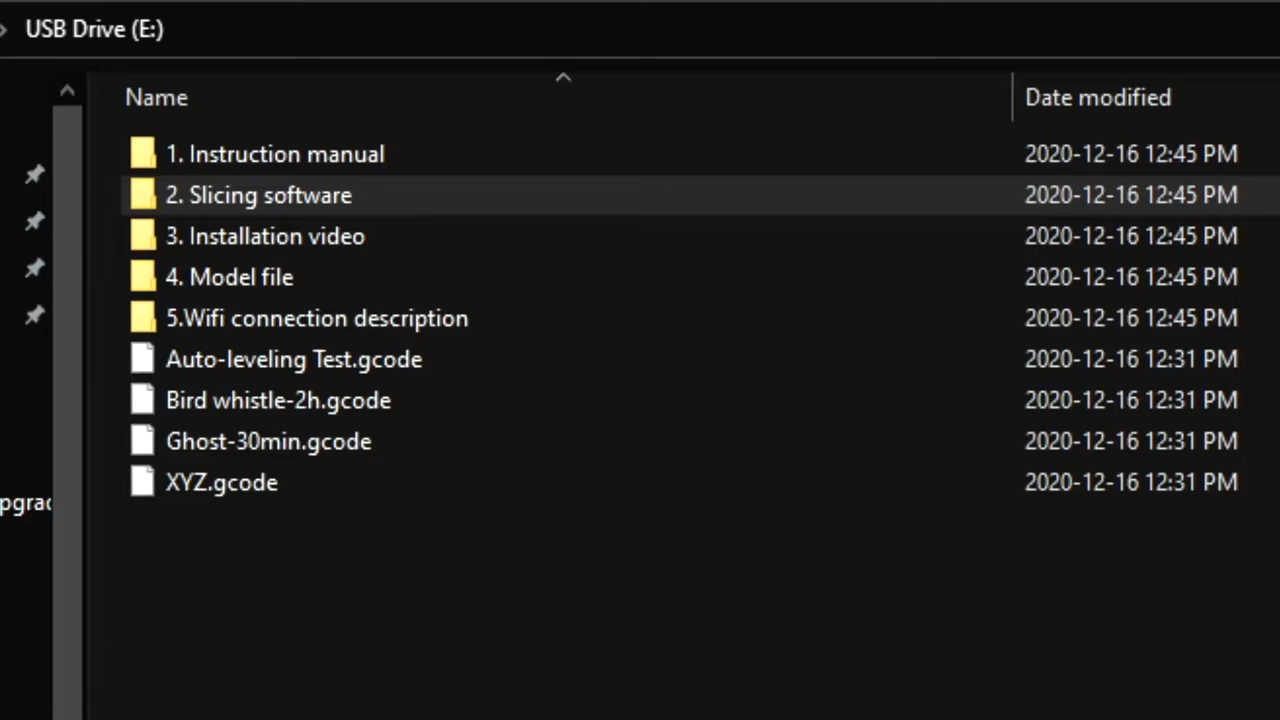 USB Drive (E:)
Name
Date modified
1. Instruction manual 2020-12-16 12:45 PM
2. Slicing software 2020-12-16 12:45 PM
3. Installation video 2020-12-16 12:45 PM
4. Model file 2020-12-16 12:45 PM
5.Wifi connection description 2020-12-16 12:45 PM
Auto-leveling Test.gcode 2020-12-16 12:31 PM
Bird whistle-2h.gcode 2020-12-16 12:31 PM
Ghost-30min.gcode 2020-12-16 12:31 PM
XYZ.gcode 2020-12-16 12:31 PM